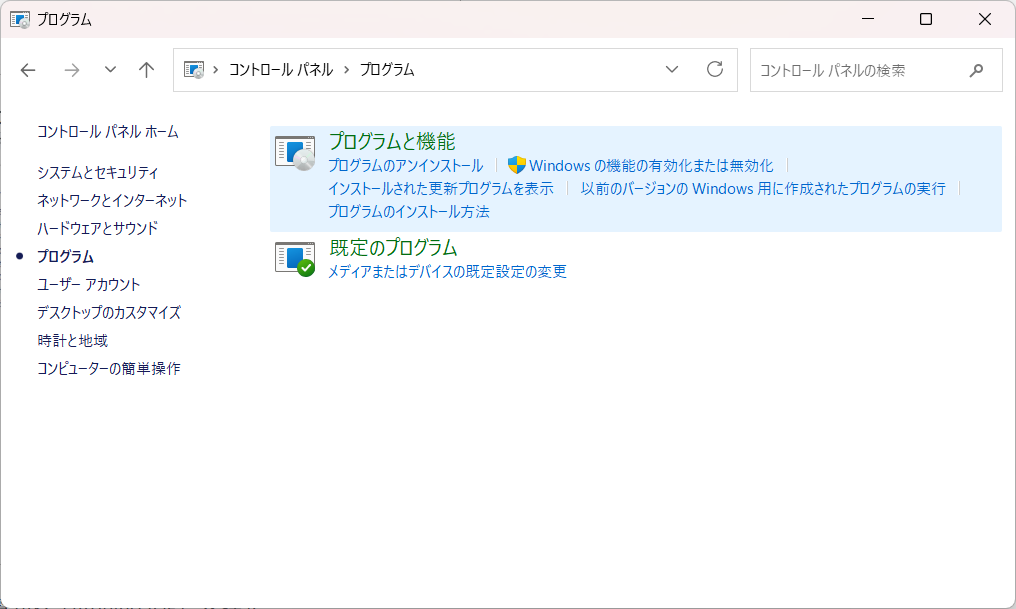 プログラム
コントロール パネル プログラム
コントロール パネルの検索
コントロール パネル ホーム
システムとセキュリティ
ネットワークとインターネット
ハードウェアとサウンド
プログラム
ユーザー アカウント
デスクトップのカスタマイズ
時計と地域
コンピューターの簡単操作
プログラムと機能
プログラムのアンインストール Windows の機能の有効化または無効化
インストールされた更新プログラムを表示 以前のバージョンの Windows 用に作成されたプログラムの実行
プログラムのインストール方法
既定のプログラム
メディアまたはデバイスの既定設定の変更